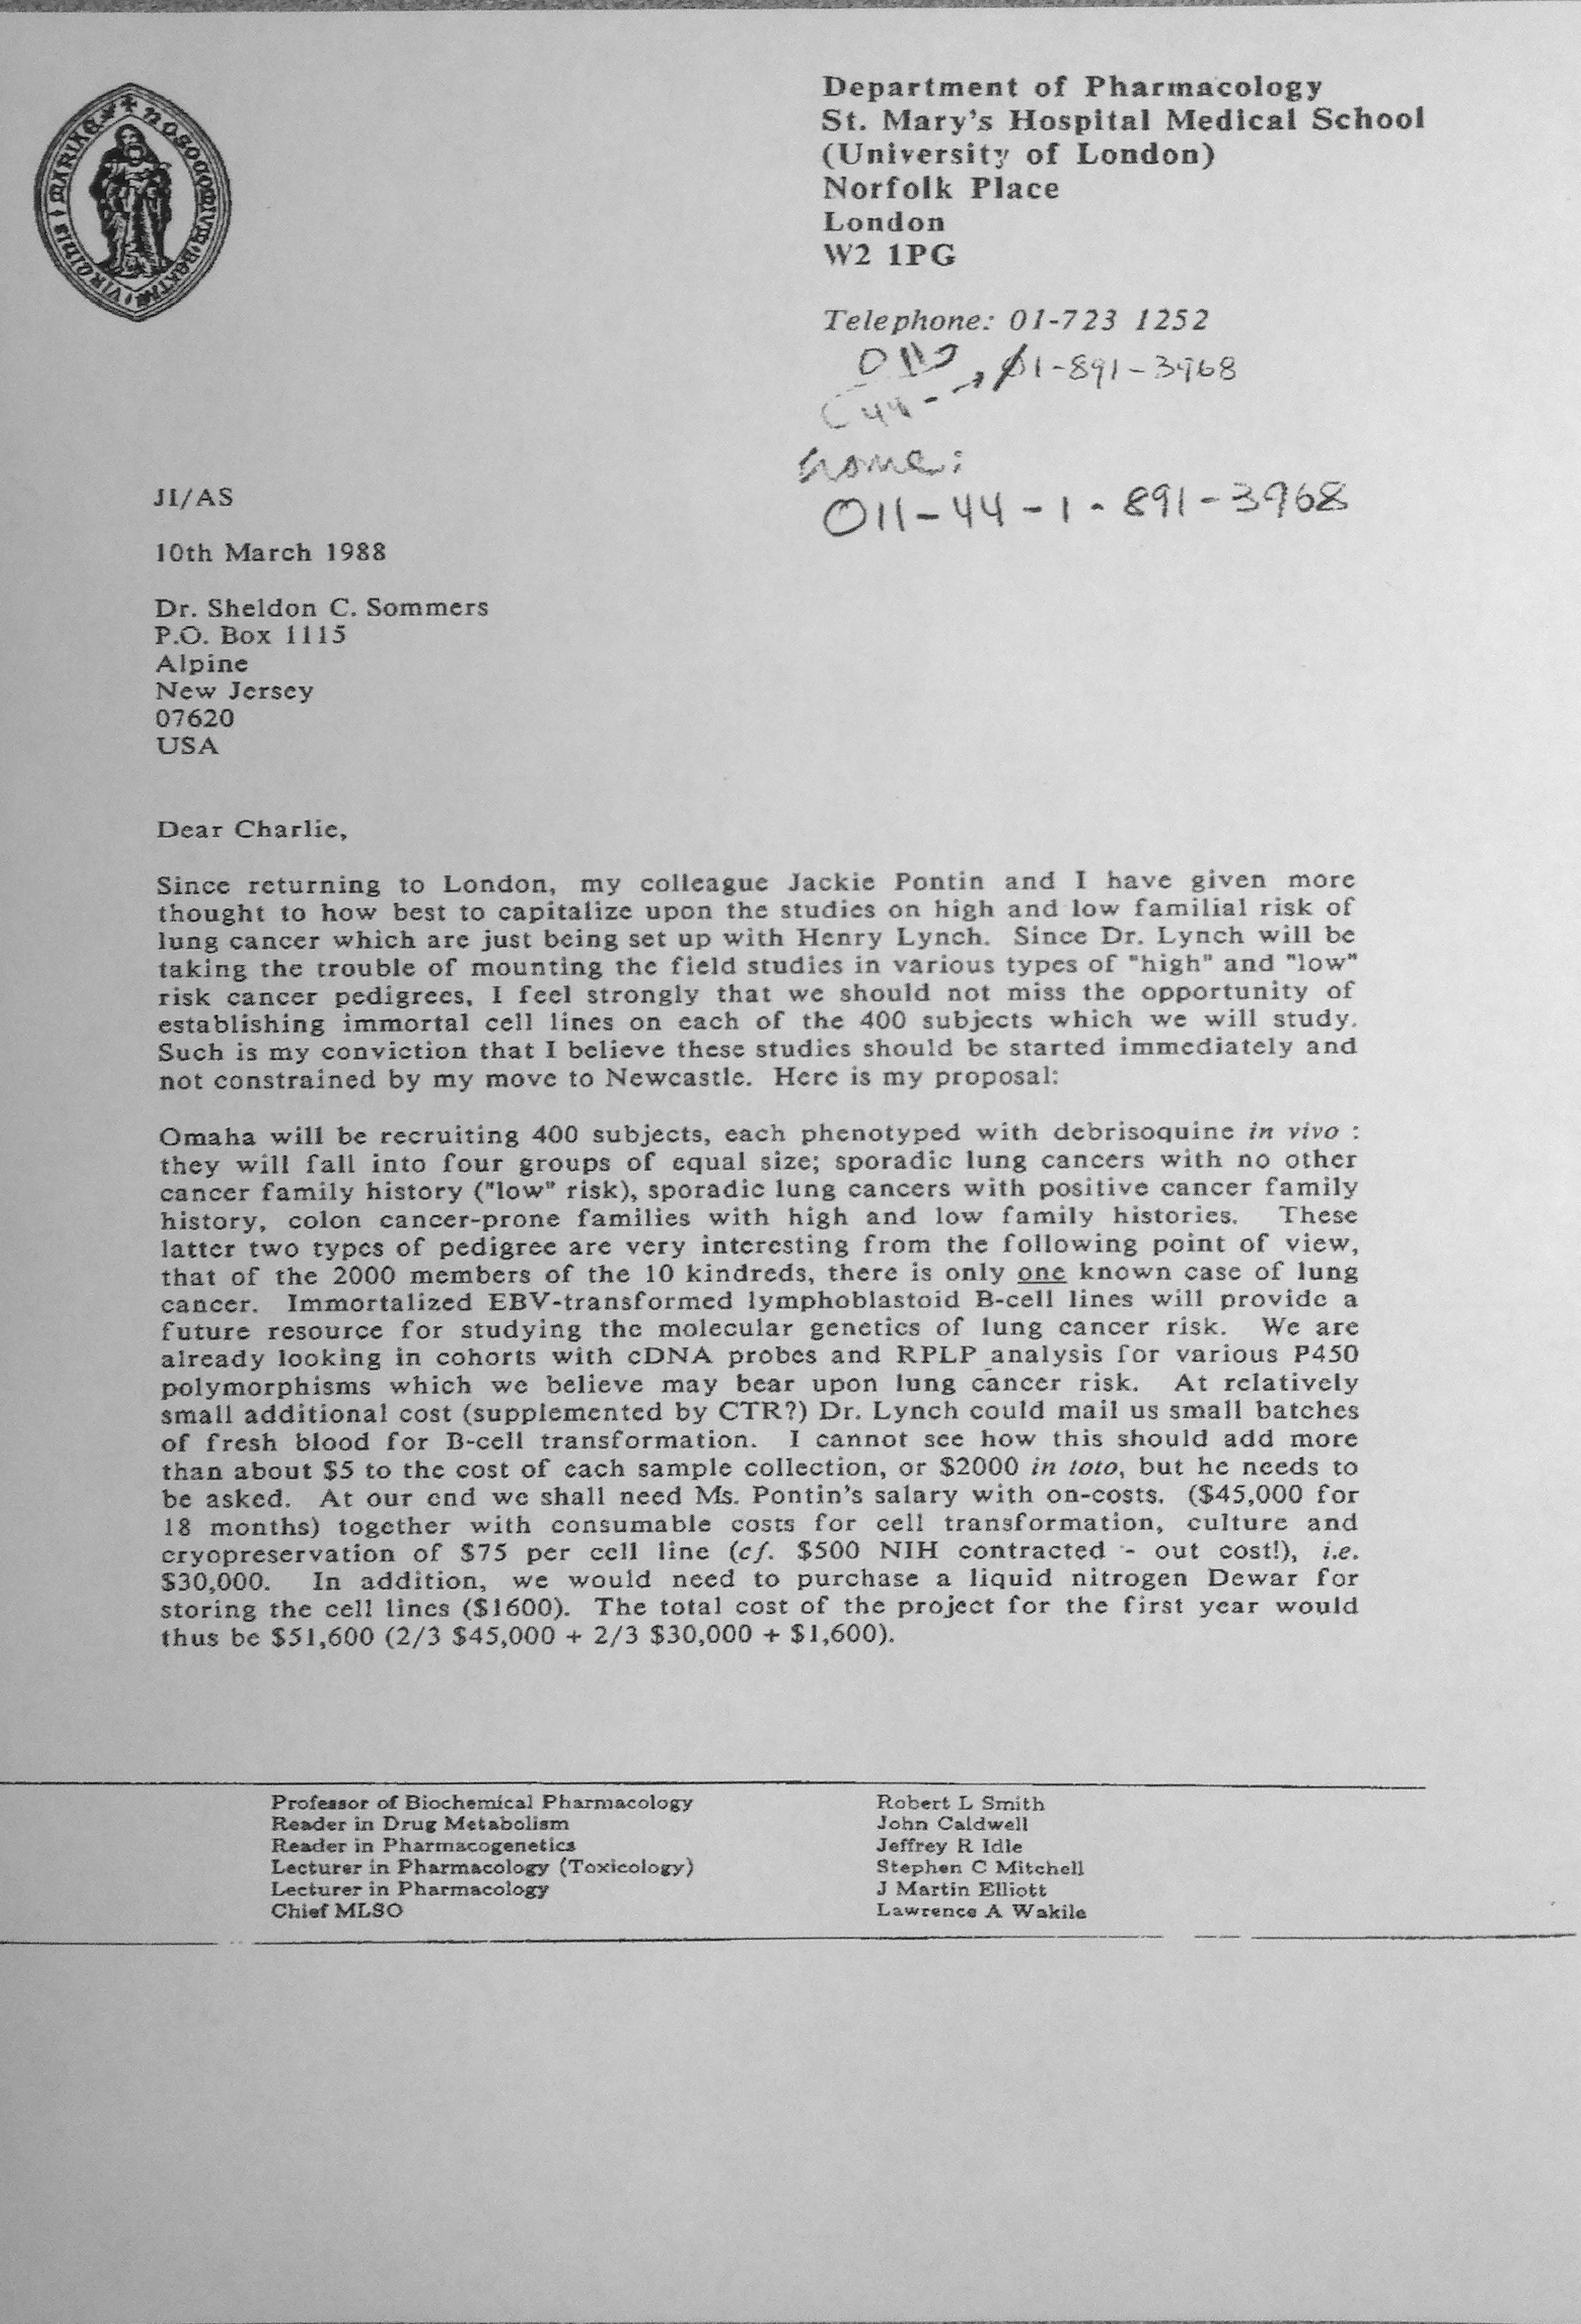 Department of Pharmacology
St. Mary's Hospital Medical School
(University of London)
Norfolk Place
London
W2 1PG
Telephone: 01-723 1252
011
01-891-3968
44-
home:
011-44-1-891-3968
JI/AS
10th March 1988
Dr. Sheldon C. Sommers
P.O. Box 1115
Alpine
New Jersey
07620
USA
Dear Charlie,
Since returning to London, my colleague Jackie Pontin and I have given more
thought to how best to capitalize upon the studies on high and low familial risk of
lung cancer which are just being set up with Henry Lynch. Since Dr. Lynch will be
taking the trouble of mounting the field studies in various types of "high" and "low"
risk cancer pedigrees, I feel strongly that we should not miss the opportunity of
establishing immortal cell lines on each of the 400 subjects which we will study.
Such is my conviction that I believe these studies should be started immediately and
not constrained by my move to Newcastle. Here is my proposal:
Omaha will be recruiting 400 subjects, each phenotyped with debrisoquine in vivo :
they will fall into four groups of equal size; sporadic lung cancers with no other
cancer family history ("low" risk), sporadic lung cancers with positive cancer family
history, colon cancer-prone families with high and low family histories. These
latter two types of pedigree are very interesting from the following point of view,
that of the 2000 members of the 10 kindreds, there is only one known case of lung
cancer. Immortalized EBV-transformed lymphoblastoid B-cell lines will provide a
future resource for studying the molecular genetics of lung cancer risk. We are
already looking in cohorts with cDNA probes and RPLP analysis for various P450
polymorphisms which we believe may bear upon lung cancer risk. At relatively
small additional cost (supplemented by CTR?) Dr. Lynch could mail us small batches
of fresh blood for B-cell transformation. I cannot see how this should add more
than about $5 to the cost of each sample collection, or $2000 in toto, but he needs to
be asked. At our end we shall need Ms. Pontin's salary with on-costs. ($45,000 for
18 months) together with consumable costs for cell transformation, culture and
cryopreservation of $75 per cell line (cf. $500 NIH contracted - out cost!), i.e.
$30,000. In addition, we would need to purchase a liquid nitrogen Dewar for
storing the cell lines ($1600). The total cost of the project for the first year would
thus be $51,600 (2/3 $45,000 + 2/3 $30,000 + $1,600).
Professor of Biochemical Pharmacology Robert L Smith
Reader in Drug Metabolism John Caldwell
Reader in Pharmacogenetics Jeffrey R Idle
Lecturer in Pharmacology (Toxicology) Stephen C Mitchell
Lecturer in Pharmacology J Martin Elliott
Chief MLSO Lawrence A Wakile